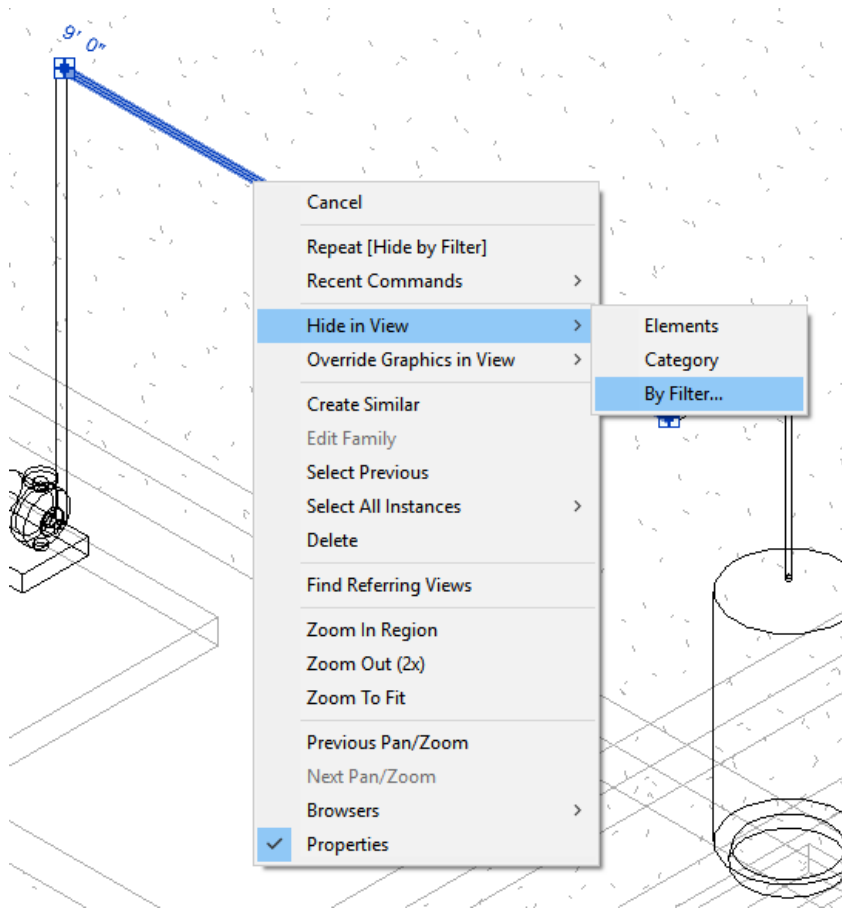 9' 0"
Cancel
Repeat [Hide by Filter]
Recent Commands
Hide in View
Elements
Override Graphics in View
Category
By Filter...
Create Similar
Edit Family
Select Previous
Select All Instances
Delete
Find Referring Views
Zoom In Region
Zoom Out (2x)
Zoom To Fit
Previous Pan/Zoom
Next Pan/Zoom
Browsers
Properties